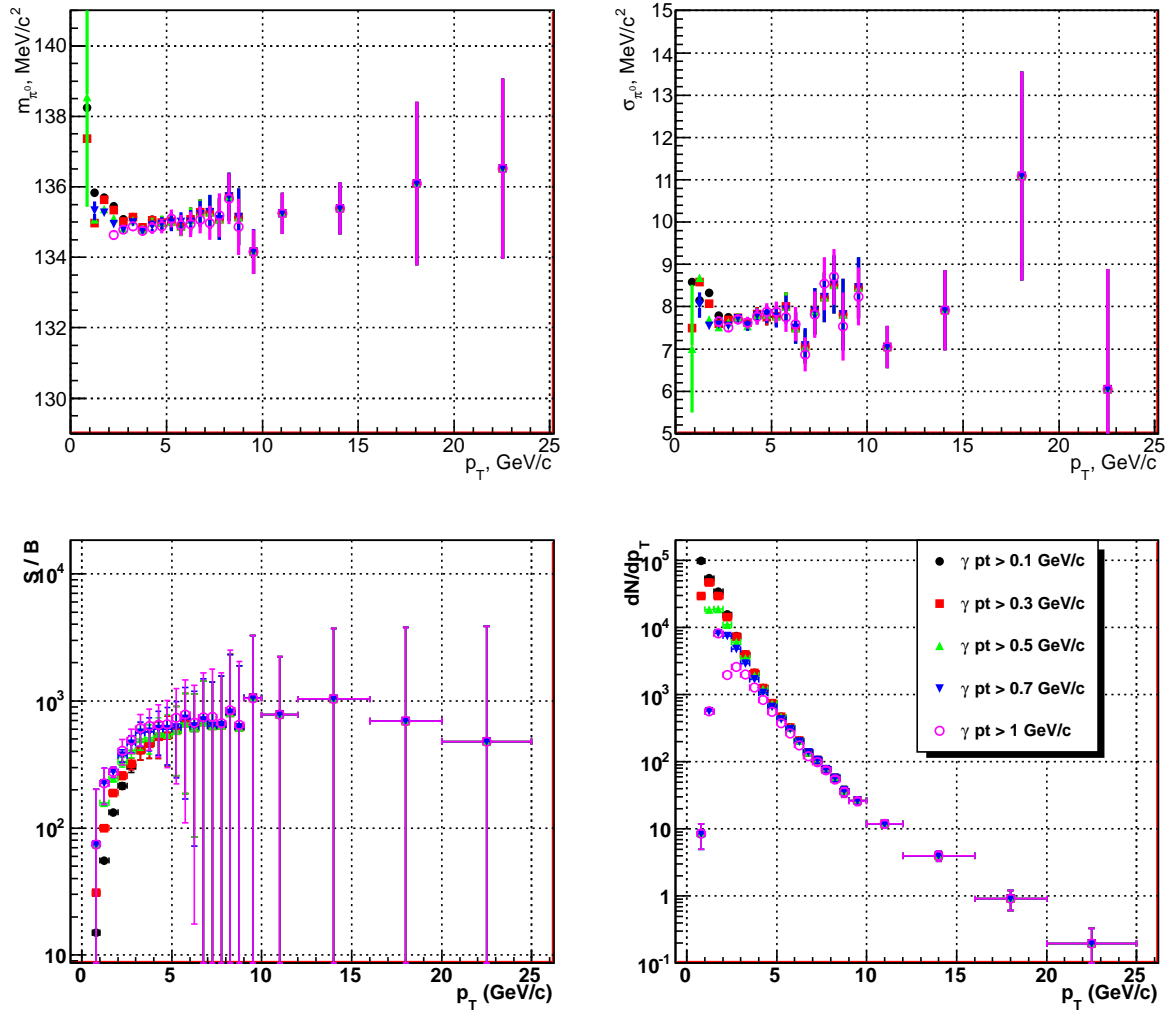 m_π⁰, MeV/c²
140
138
136
134
132
130
0 5 10 15 20 25
p_T, GeV/c
σ_π⁰, MeV/c²
15
14
13
12
11
10
9
8
7
6
5
0 5 10 15 20 25
p_T, GeV/c
S / B
10⁴
10³
10²
10
0 5 10 15 20 25
p_T (GeV/c)
dN/dp_T
10⁵
10⁴
10³
10²
10
1
10⁻¹
0 5 10 15 20 25
p_T (GeV/c)
γ pt > 0.1 GeV/c
γ pt > 0.3 GeV/c
γ pt > 0.5 GeV/c
γ pt > 0.7 GeV/c
γ pt > 1 GeV/c